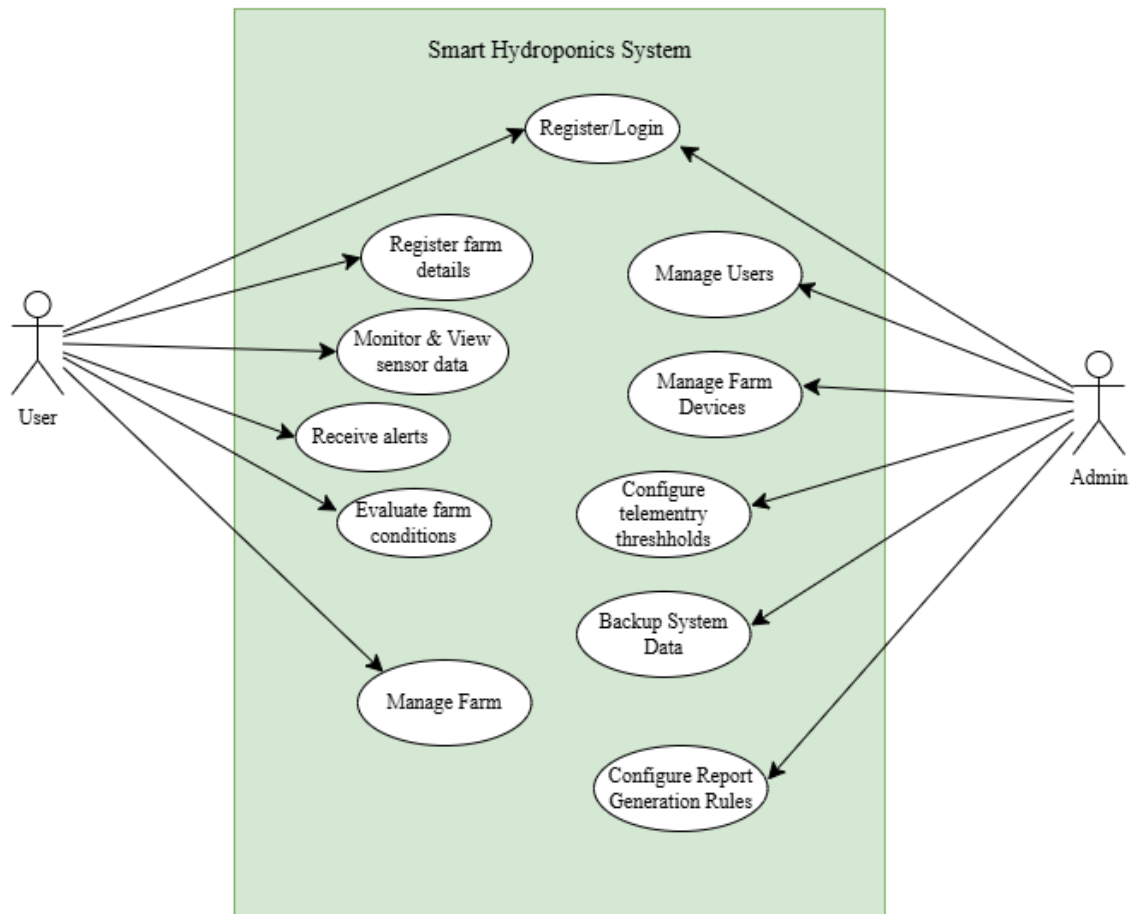 Smart Hydroponics System
Register/Login
Register farm
details
Manage Users
Monitor & View
sensor data
Manage Farm
Devices
User
Receive alerts
Admin
Evaluate farm
conditions
Configure
telementry
threshholds
Backup System
Data
Manage Farm
Configure Report
Generation Rules